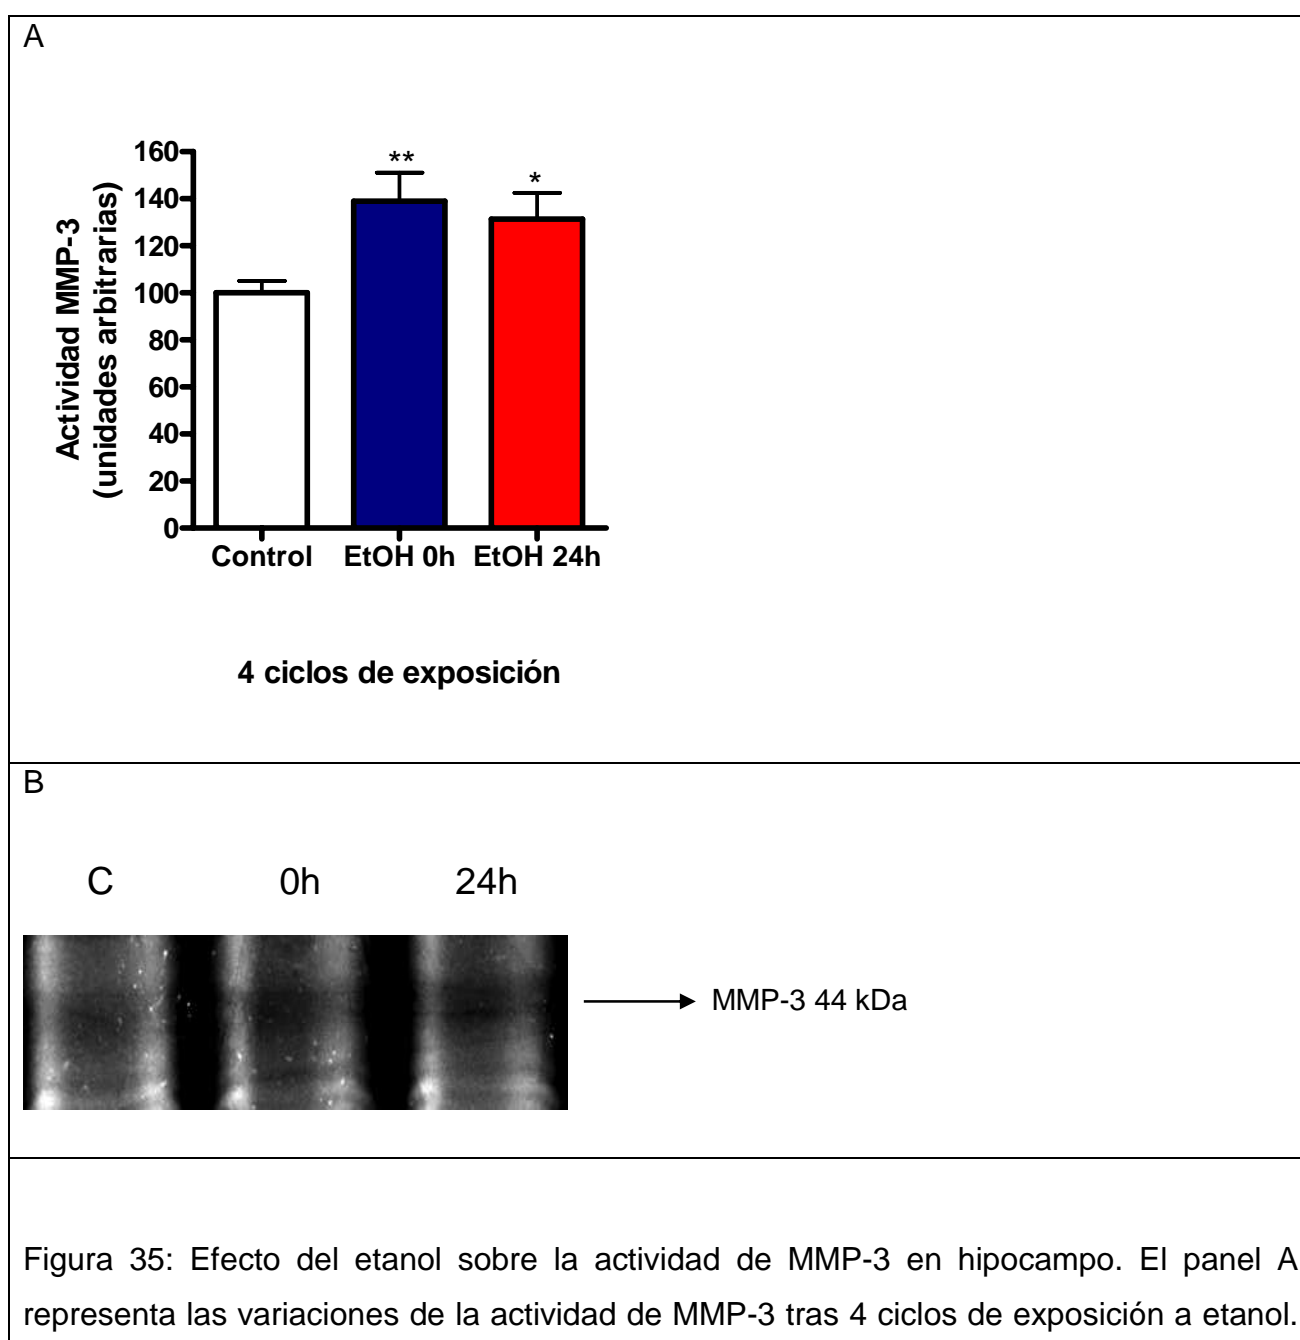 A
160
140
120
100
80
60
40
20
0
Actividad MMP-3
(unidades arbitrarias)
**
*
Control EtOH 0h EtOH 24h
4 ciclos de exposición
B
C 0h 24h
MMP-3 44 kDa
Figura 35: Efecto del etanol sobre la actividad de MMP-3 en hipocampo. El panel A
representa las variaciones de la actividad de MMP-3 tras 4 ciclos de exposición a etanol.